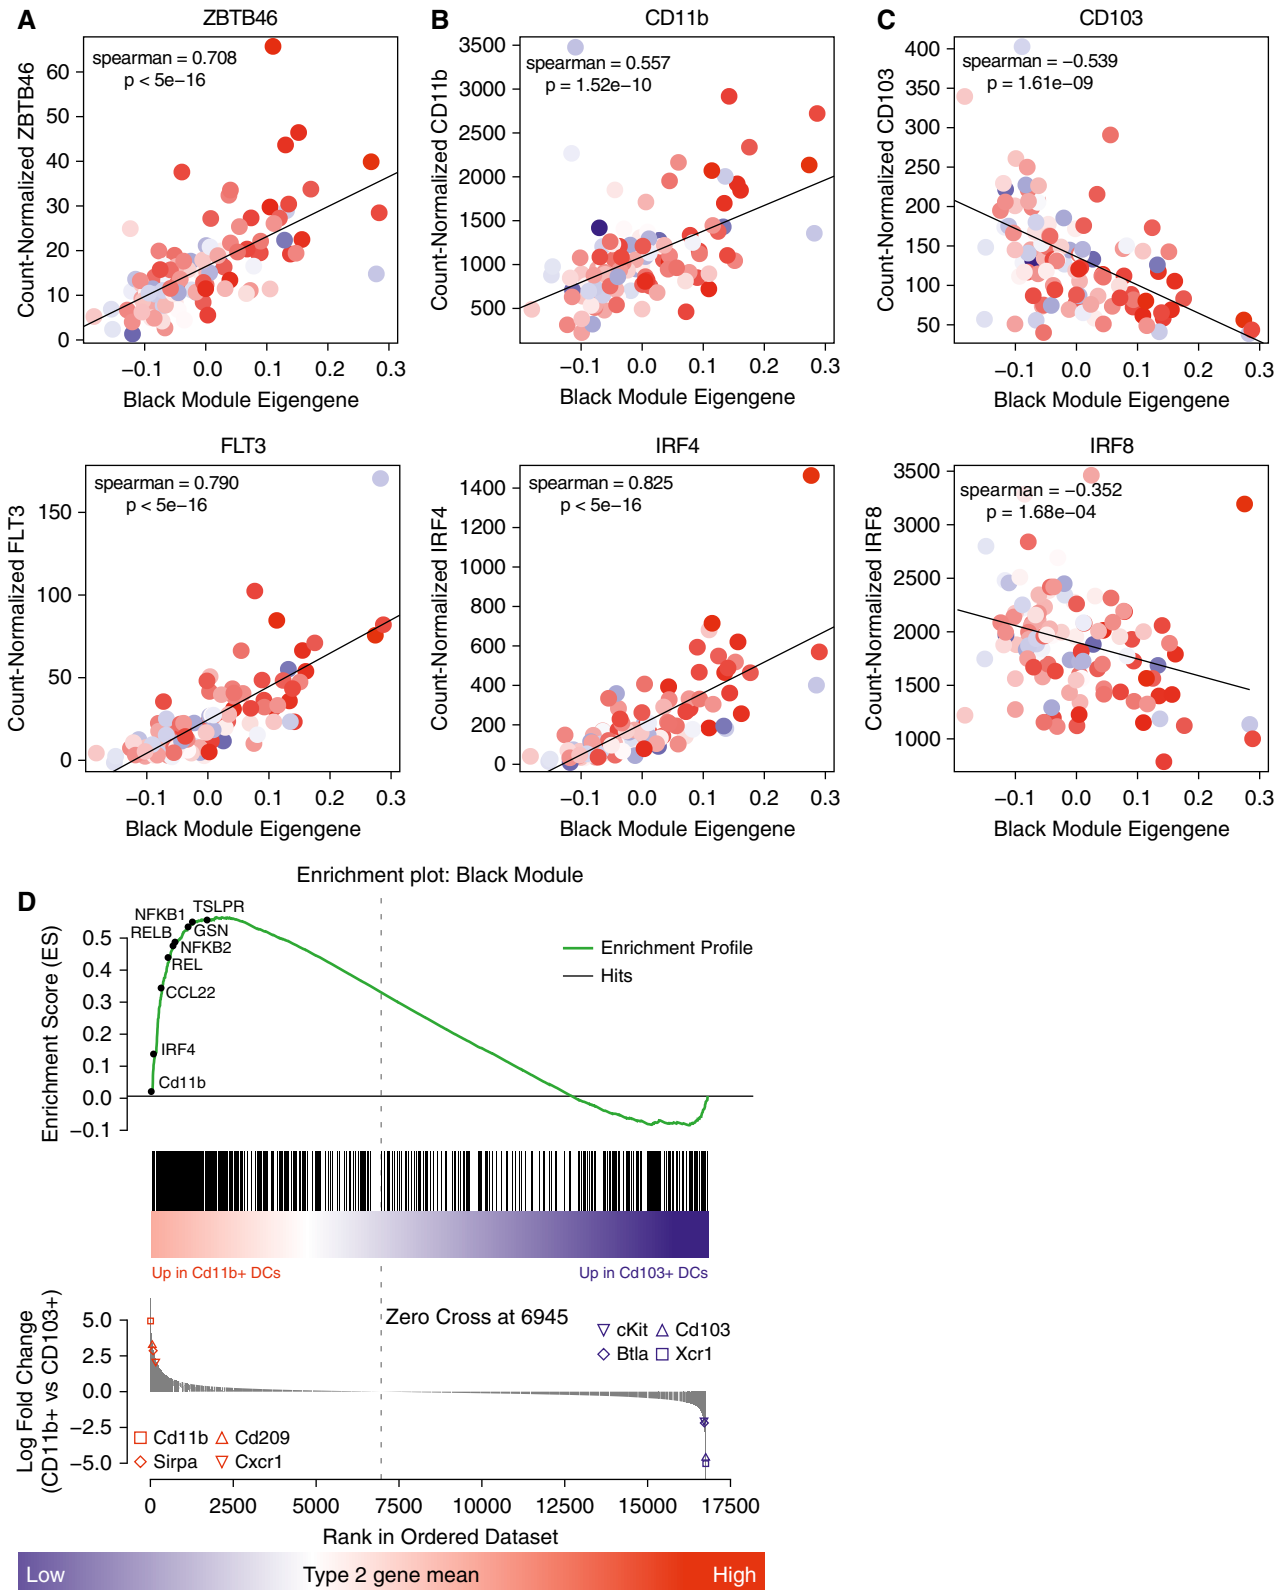 A
ZBTB46
spearman = 0.708
p < 5e−16
Count-Normalized ZBTB46
60
50
40
30
20
10
0
−0.1 0.0 0.1 0.2 0.3
Black Module Eigengene
B
CD11b
spearman = 0.557
p = 1.52e−10
Count-Normalized CD11b
3500
3000
2500
2000
1500
1000
500
−0.1 0.0 0.1 0.2 0.3
Black Module Eigengene
C
CD103
spearman = −0.539
p = 1.61e−09
Count-Normalized CD103
400
350
300
250
200
150
100
50
−0.1 0.0 0.1 0.2 0.3
Black Module Eigengene
FLT3
spearman = 0.790
p < 5e−16
Count-Normalized FLT3
150
100
50
0
−0.1 0.0 0.1 0.2 0.3
Black Module Eigengene
IRF4
spearman = 0.825
p < 5e−16
Count-Normalized IRF4
1400
1200
1000
800
600
400
200
0
−0.1 0.0 0.1 0.2 0.3
Black Module Eigengene
IRF8
spearman = −0.352
p = 1.68e−04
Count-Normalized IRF8
3500
3000
2500
2000
1500
1000
−0.1 0.0 0.1 0.2 0.3
Black Module Eigengene
D
Enrichment plot: Black Module
Enrichment Score (ES)
0.5
0.4
0.3
0.2
0.1
0.0
−0.1
TSLPR
NFKB1
GSN
RELB
NFKB2
REL
CCL22
IRF4
Cd11b
Enrichment Profile
Hits
Up in Cd11b+ DCs
Up in Cd103+ DCs
Log Fold Change
(CD11b+ vs CD103+)
5.0
2.5
0.0
−2.5
−5.0
Zero Cross at 6945
cKit Cd103
Btla Xcr1
Cd11b Cd209
Sirpa Cxcr1
0 2500 5000 7500 10000 12500 15000 17500
Rank in Ordered Dataset
Low Type 2 gene mean High